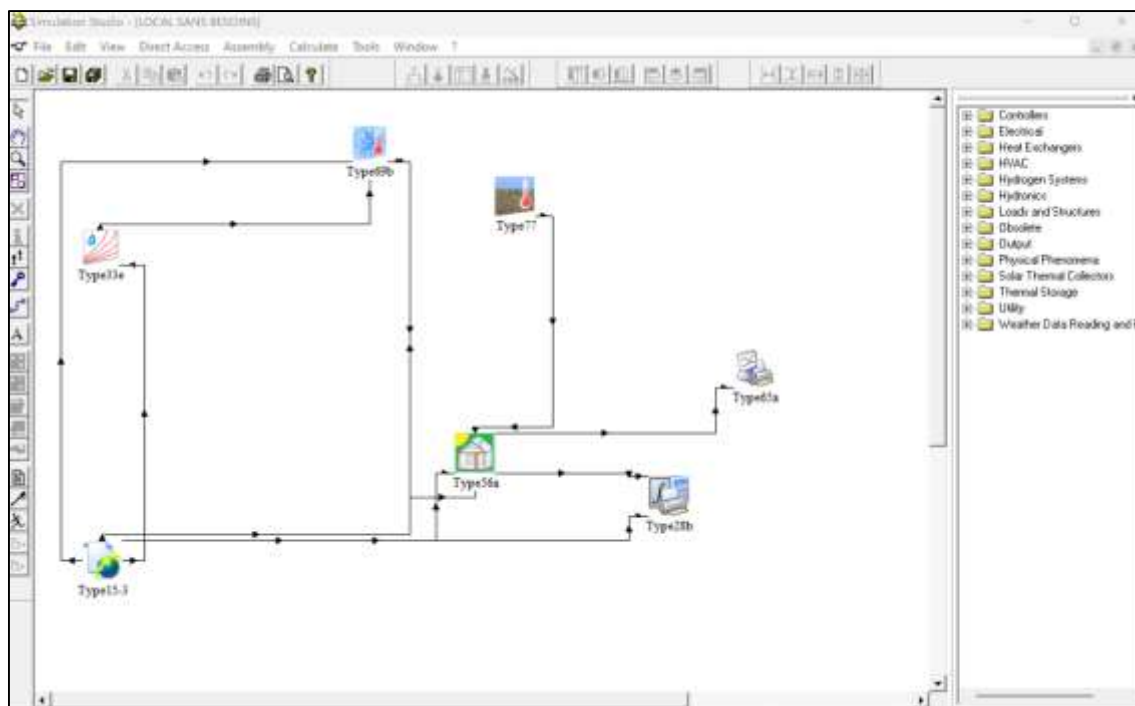 Simulation Studio - [LOCAL SANS BESOINS]
File Edit View Direct Access Assembly Calculate Tools Window ?
Type69b
Type77
Type33e
Type65a
Type56a
Type28b
Type15-3
Controllers
Electrical
Heat Exchangers
HVAC
Hydrogen Systems
Hydronics
Loads and Structures
Obsolete
Output
Physical Phenomena
Solar Thermal Collectors
Thermal Storage
Utility
Weather Data Reading and